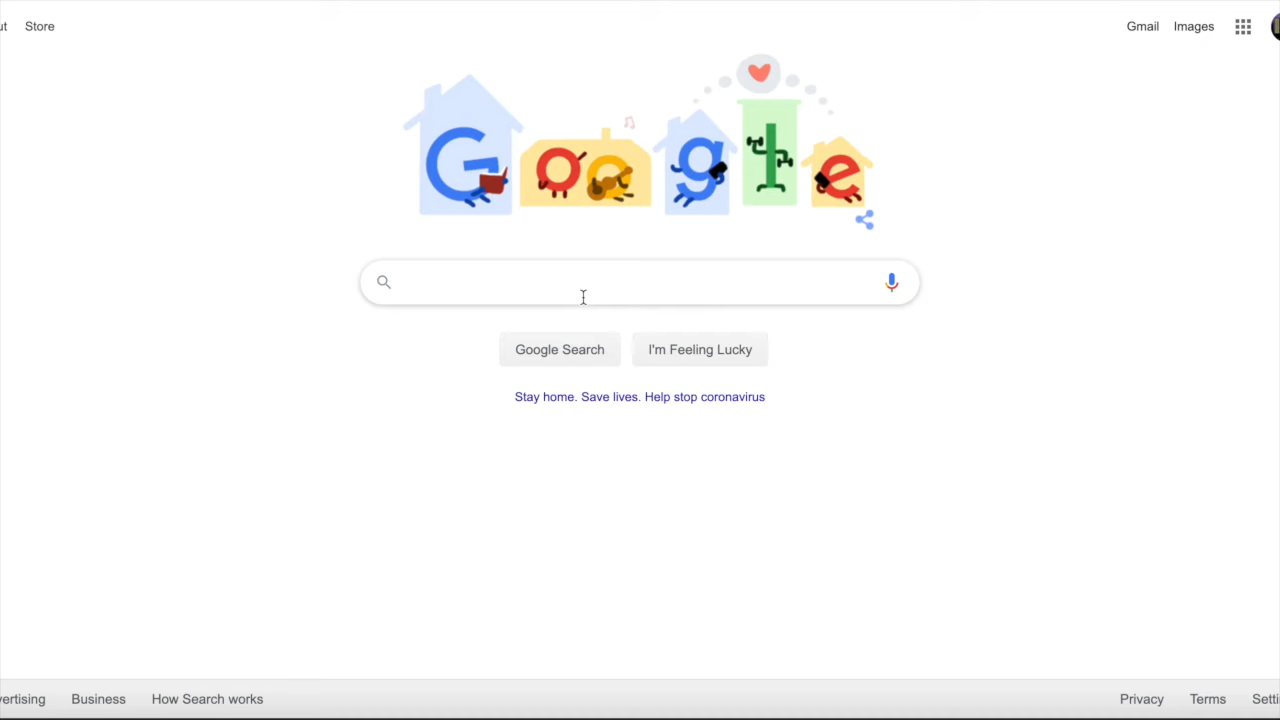 Store
Gmail Images
Google
Google Search I'm Feeling Lucky
Stay home. Save lives. Help stop coronavirus
Business How Search works
Privacy Terms